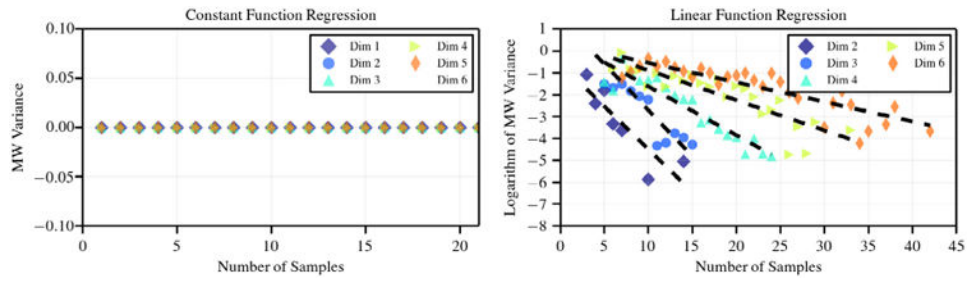 Constant Function Regression
0.10
0.05
0.00
−0.05
−0.10
MW Variance
Dim 1
Dim 2
Dim 3
Dim 4
Dim 5
Dim 6
0
5
10
15
20
Number of Samples
Linear Function Regression
1
0
−1
−2
−3
−4
−5
−6
−7
−8
Logarithm of MW Variance
Dim 2
Dim 3
Dim 4
Dim 5
Dim 6
0
5
10
15
20
25
30
35
40
45
Number of Samples